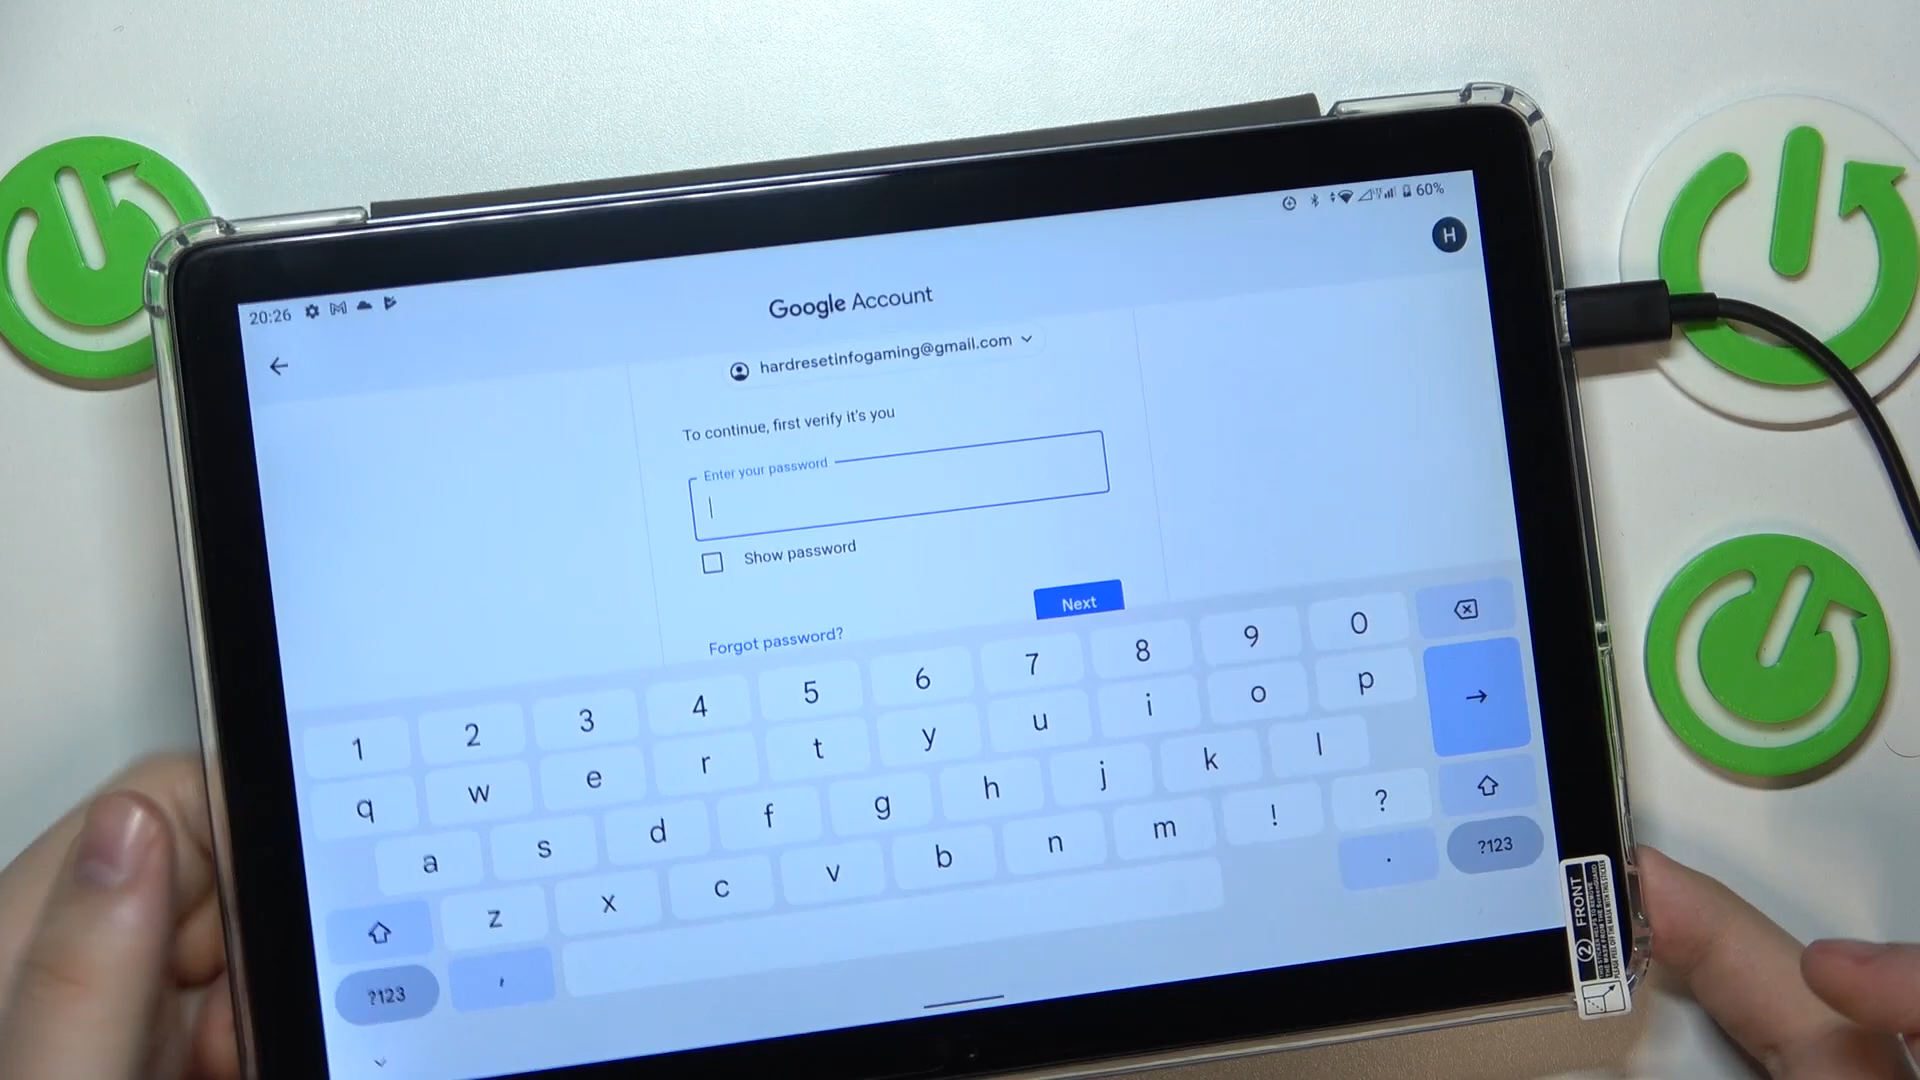 20:26
60%
H
Google Account
hardresetinfogaming@gmail.com
To continue, first verify it's you
Enter your password
Show password
Next
Forgot password?
1 2 3 4 5 6 7 8 9 0
q w e r t y u i o p
a s d f g h j k l
z x c v b n m ! ?
?123 , . ?123
② FRONT